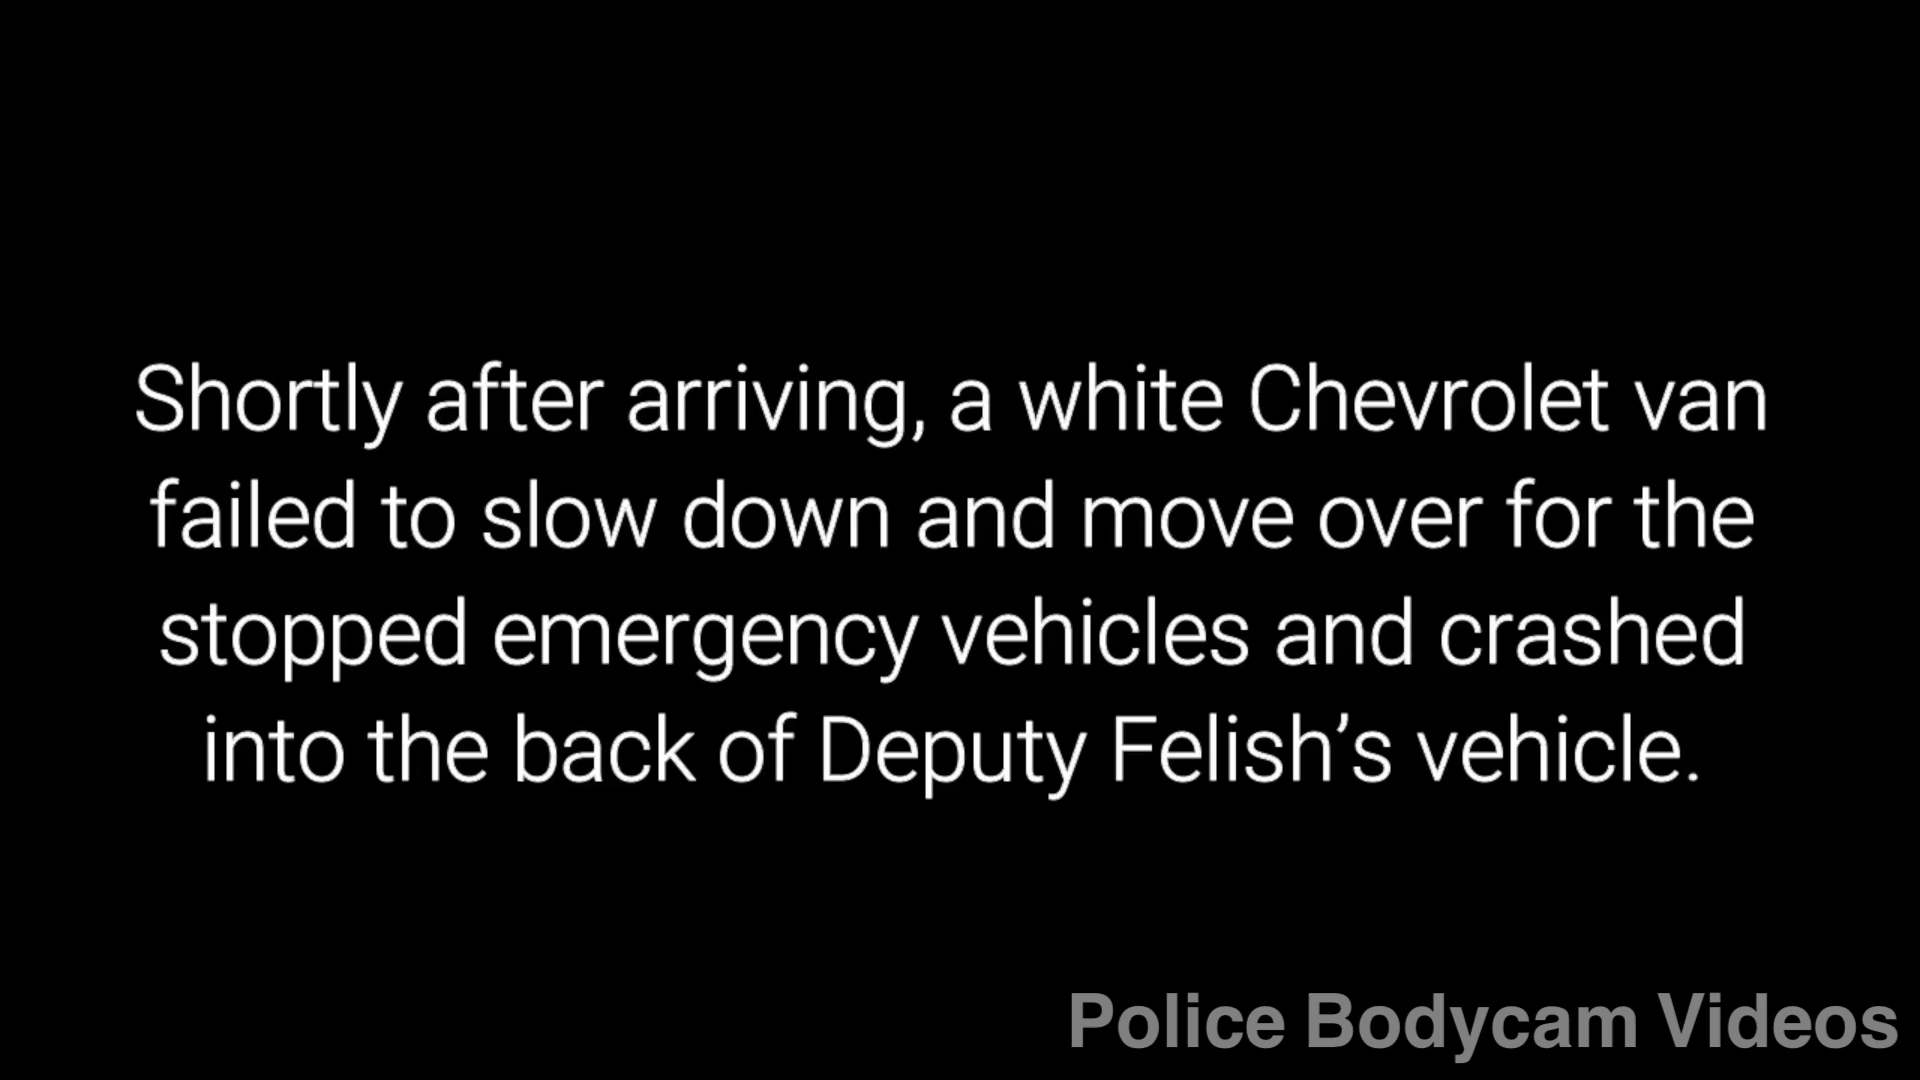 Shortly after arriving, a white Chevrolet van
failed to slow down and move over for the
stopped emergency vehicles and crashed
into the back of Deputy Felish’s vehicle.
Police Bodycam Videos